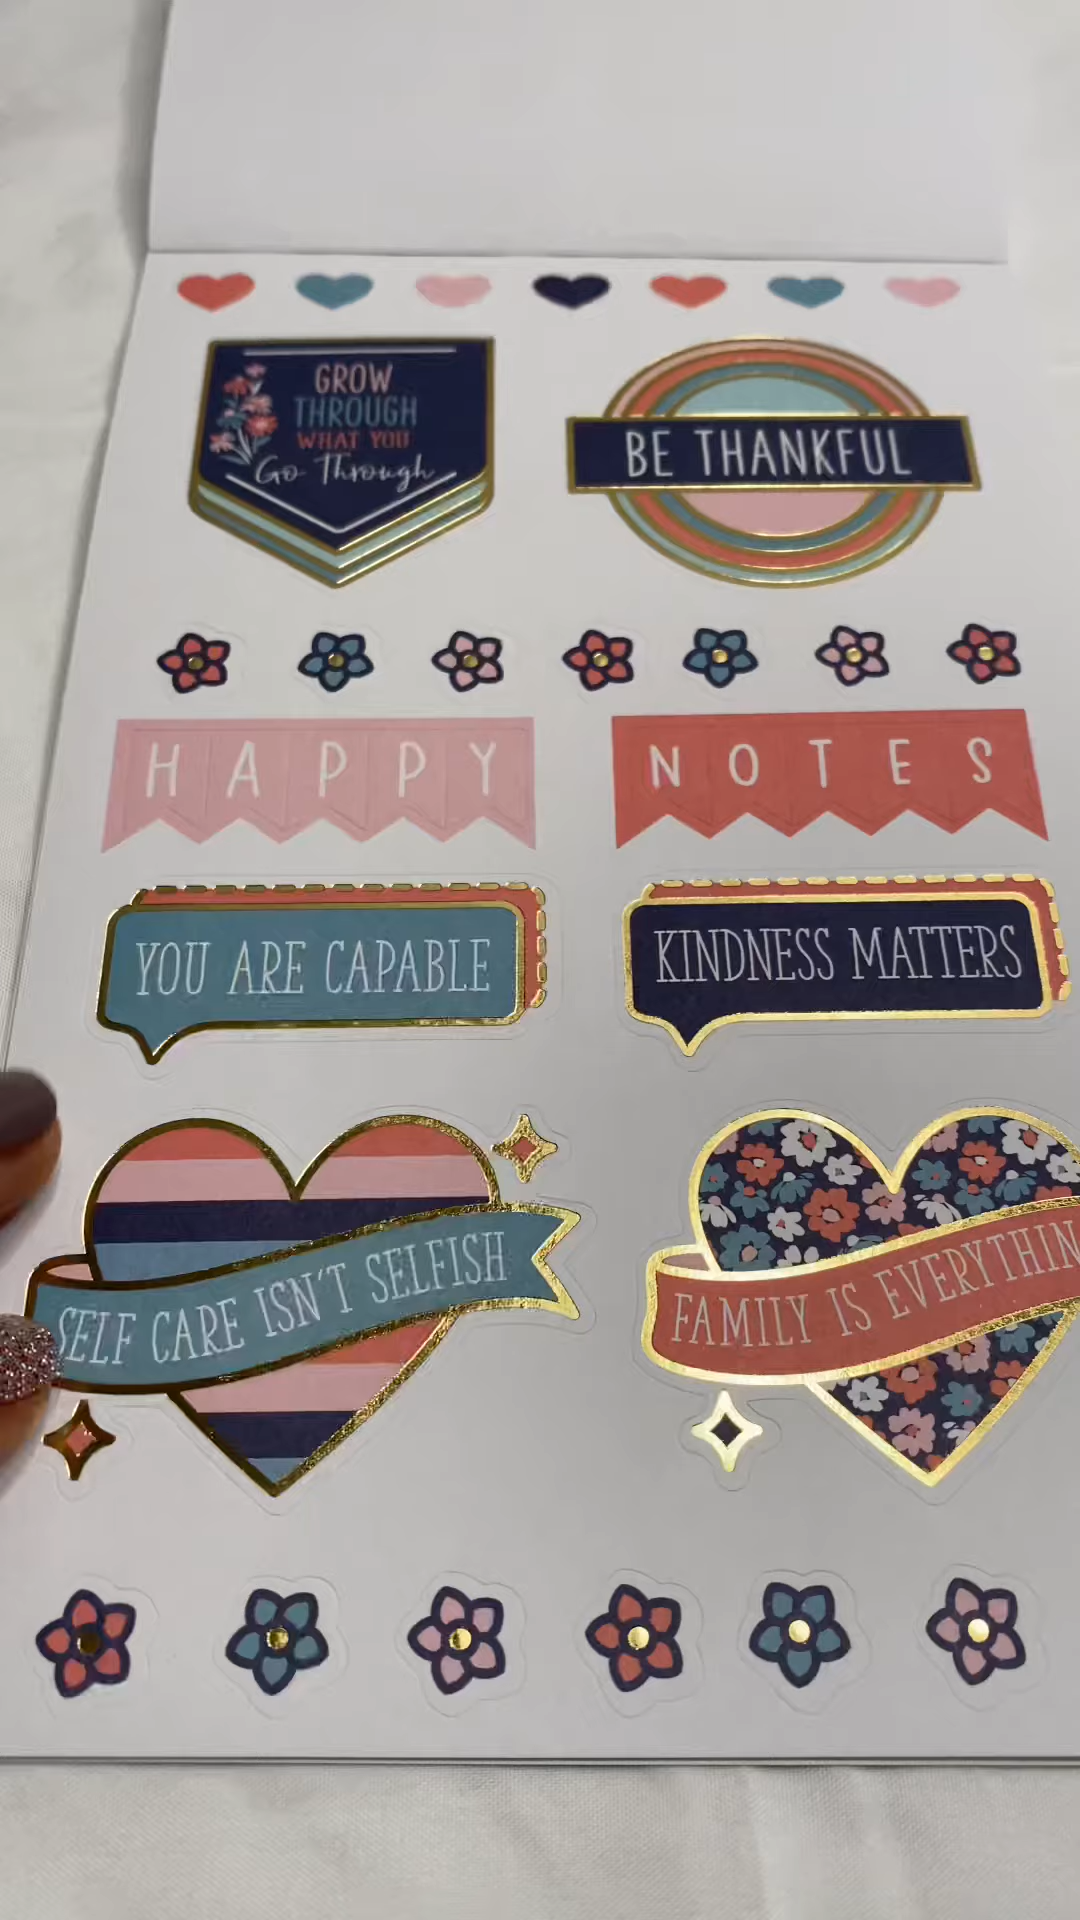 GROW
THROUGH
WHAT YOU
Go Through
BE THANKFUL
HAPPY
NOTES
YOU ARE CAPABLE
KINDNESS MATTERS
SELF CARE ISN'T SELFISH
FAMILY IS EVERYTHIN